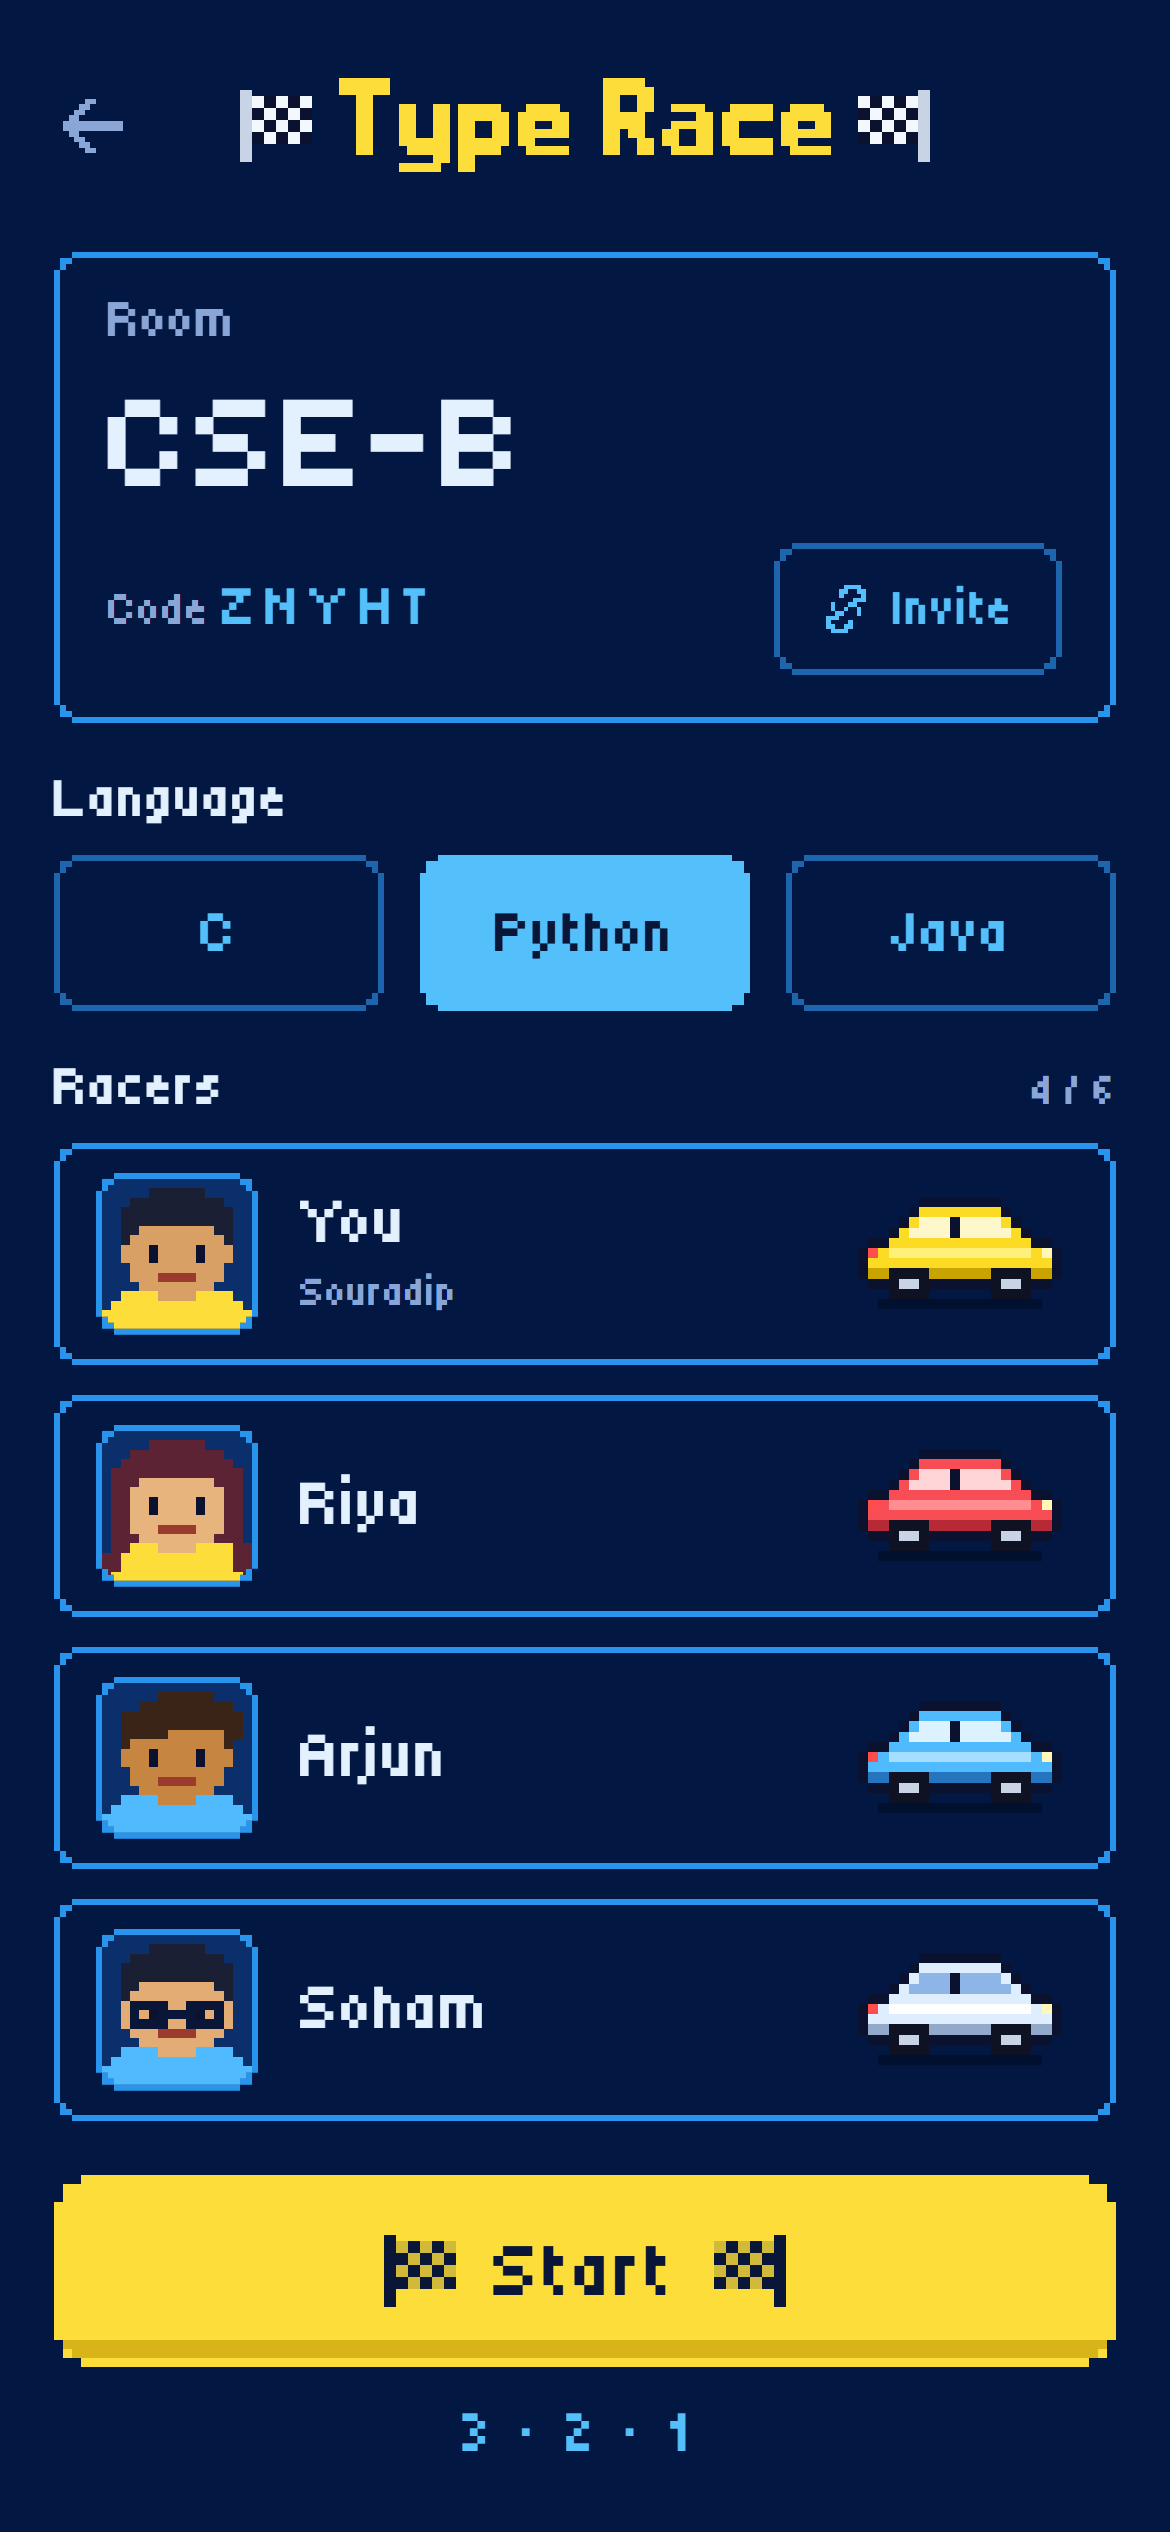 Type Race
Room
CSE-B
Code ZNYHT
Invite
Language
C
Python
Java
Racers
4/6
You
Souradip
Riya
Arjun
Soham
Start
3 · 2 · 1